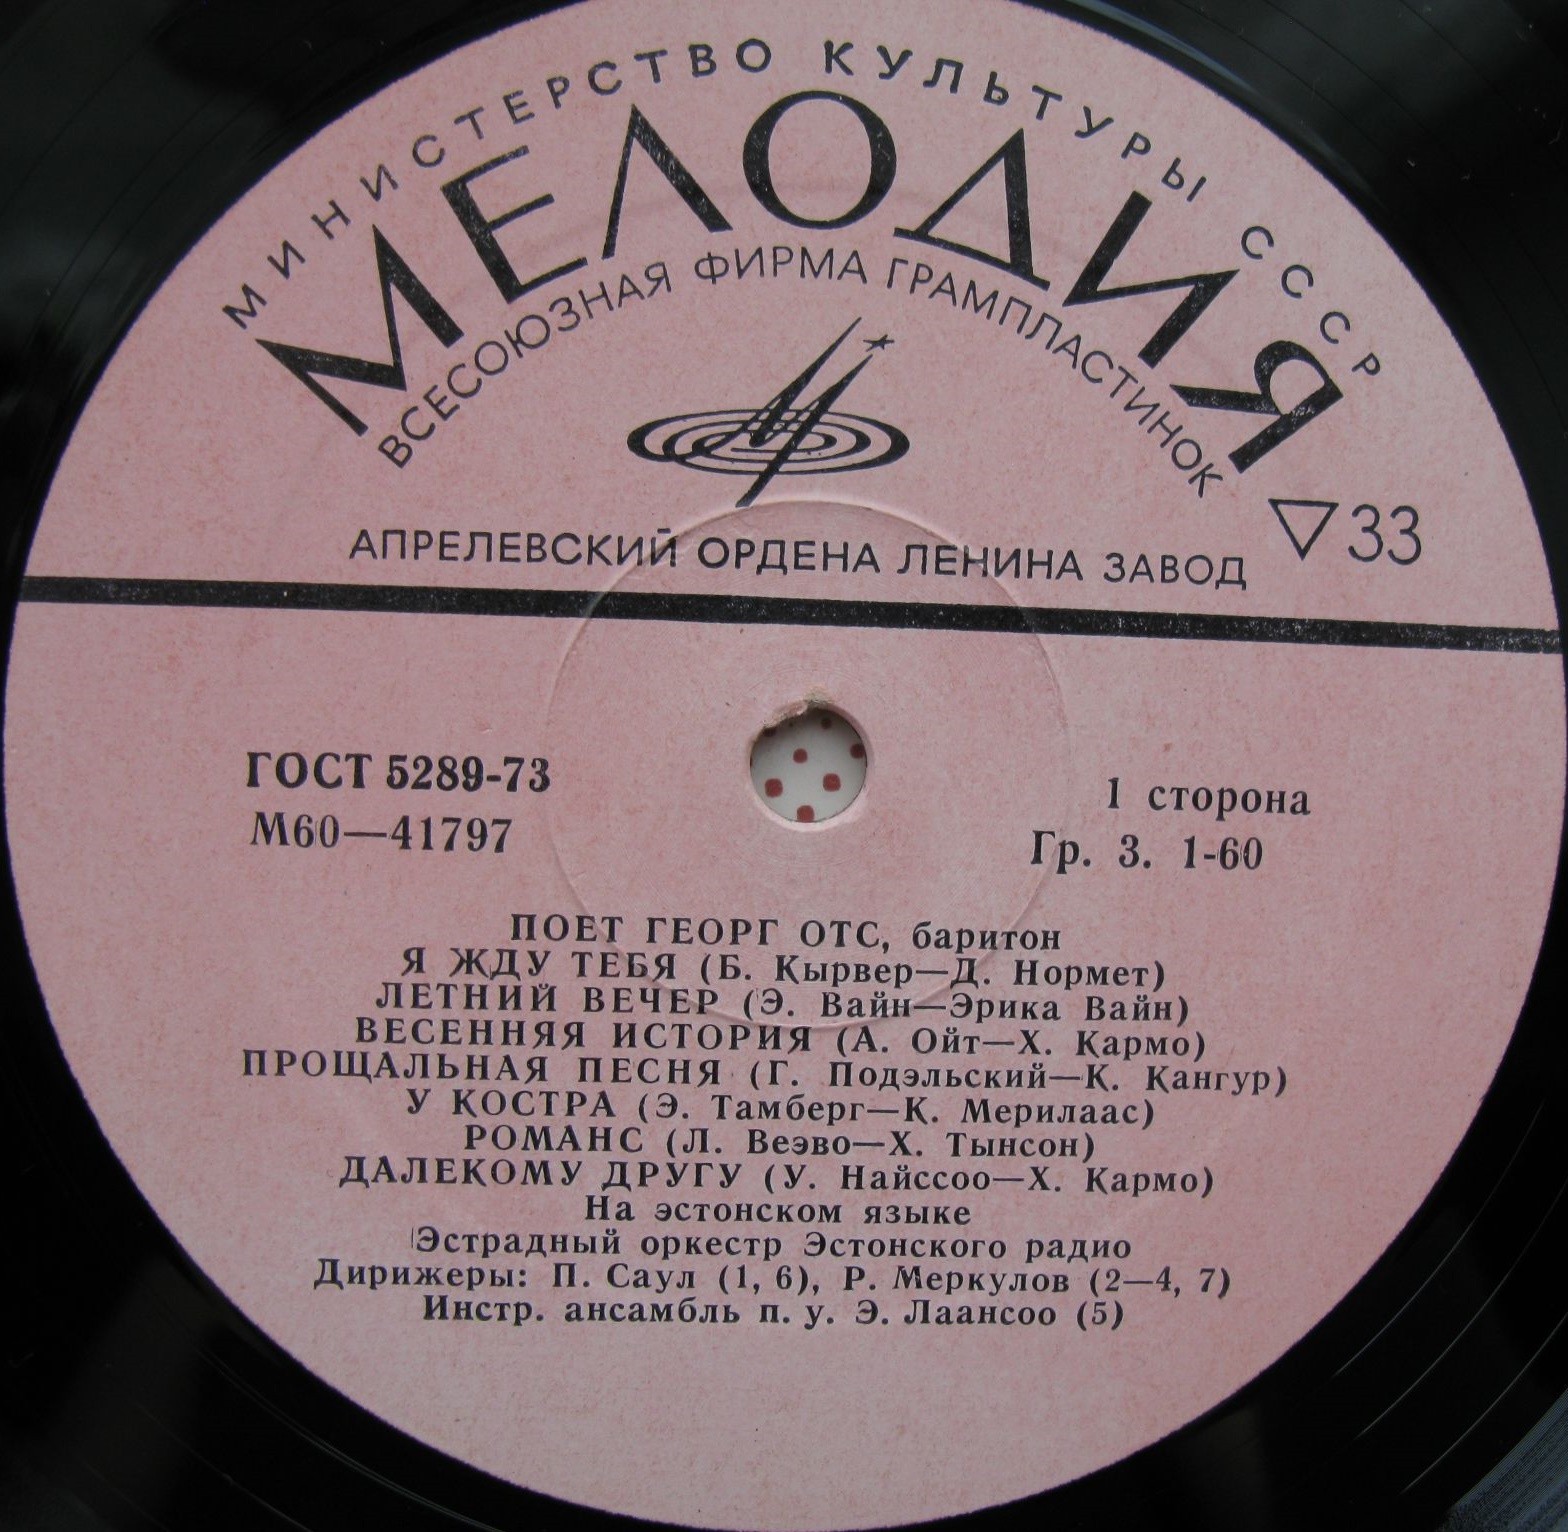 МИНИСТЕРСТВО КУЛЬТУРЫ СССР
МЕЛОДИЯ
ВСЕСОЮЗНАЯ ФИРМА ГРАМПЛАСТИНОК
АПРЕЛЕВСКИЙ ОРДЕНА ЛЕНИНА ЗАВОД
33
ГОСТ 5289-73
М60—41797
1 сторона
Гр. 3. 1-60
ПОЕТ ГЕОРГ ОТС, баритон
Я ЖДУ ТЕБЯ (Б. Кырвер—Д. Нормет)
ЛЕТНИЙ ВЕЧЕР (Э. Вайн—Эрика Вайн)
ВЕСЕННЯЯ ИСТОРИЯ (А. Ойт—Х. Кармо)
ПРОЩАЛЬНАЯ ПЕСНЯ (Г. Подэльский—К. Кангур)
У КОСТРА (Э. Тамберг—К. Мерилаас)
РОМАНС (Л. Веэво—Х. Тынсон)
ДАЛЕКОМУ ДРУГУ (У. Найссоо—Х. Кармо)
На эстонском языке
Эстрадный оркестр Эстонского радио
Дирижеры: П. Саул (1, 6), Р. Меркулов (2—4, 7)
Инстр. ансамбль п. у. Э. Лаансоо (5)